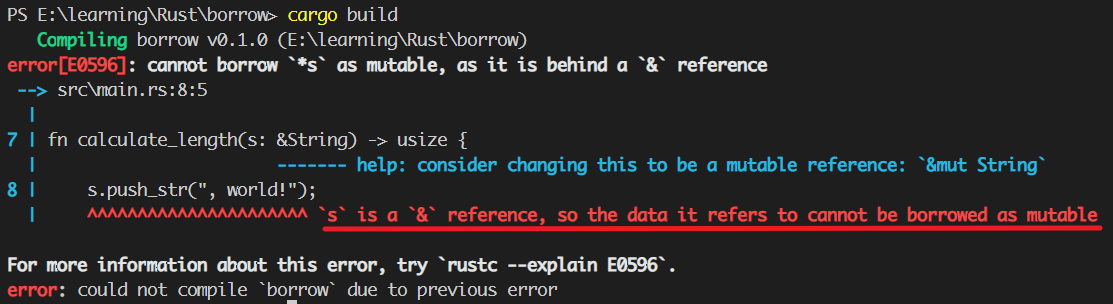 PS E:\learning\Rust\borrow> cargo build
   Compiling borrow v0.1.0 (E:\learning\Rust\borrow)
error[E0596]: cannot borrow `*s` as mutable, as it is behind a `&` reference
 --> src\main.rs:8:5
  |
7 | fn calculate_length(s: &String) -> usize {
  |                        ------- help: consider changing this to be a mutable reference: `&mut String`
8 |     s.push_str(", world!");
  |     ^^^^^^^^^^^^^^^^^^^^^^ `s` is a `&` reference, so the data it refers to cannot be borrowed as mutable
For more information about this error, try `rustc --explain E0596`.
error: could not compile `borrow` due to previous error